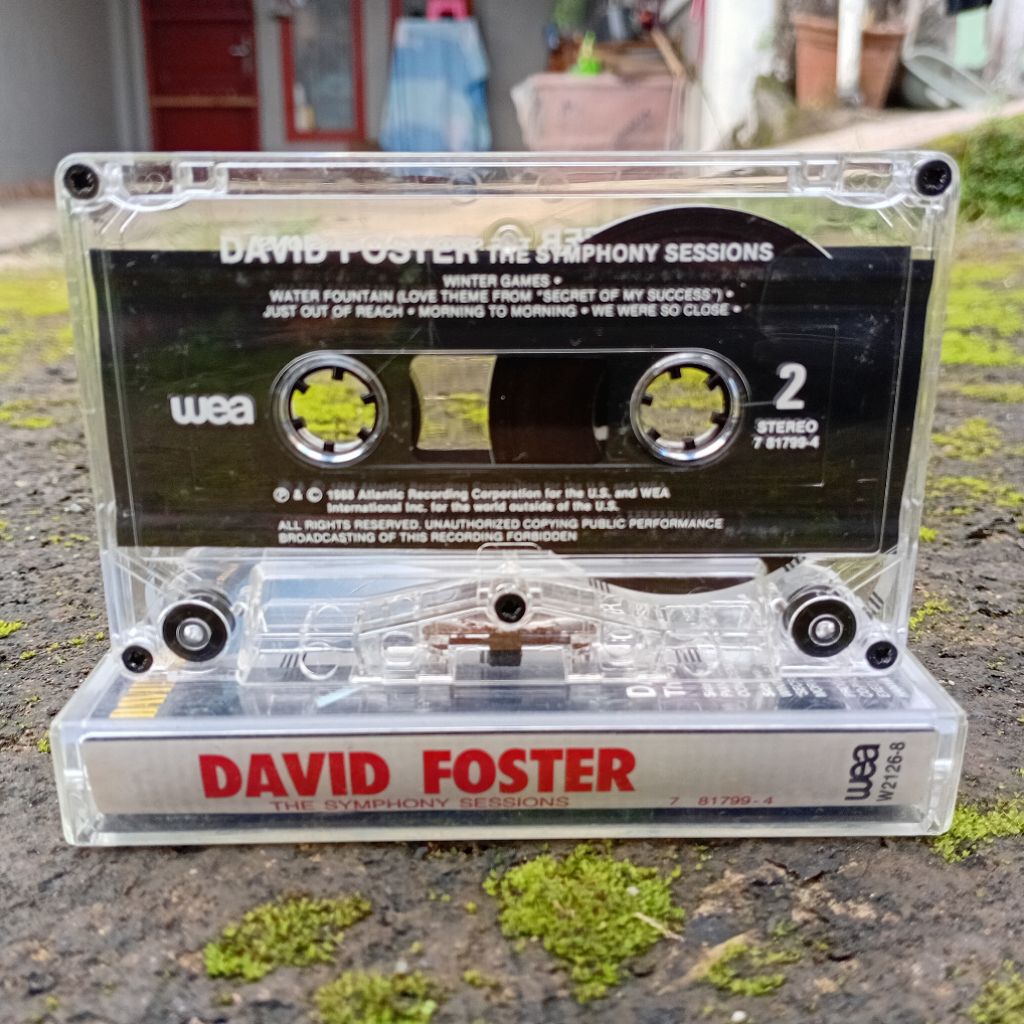 DAVID FOSTER THE SYMPHONY SESSIONS
WINTER GAMES •
WATER FOUNTAIN (LOVE THEME FROM "SECRET OF MY SUCCESS") •
JUST OUT OF REACH • MORNING TO MORNING • WE WERE SO CLOSE •
wea
2
STEREO
7 81799-4
℗ & © 1988 Atlantic Recording Corporation for the U.S. and WEA
International Inc. for the world outside of the U.S.
ALL RIGHTS RESERVED. UNAUTHORIZED COPYING PUBLIC PERFORMANCE
BROADCASTING OF THIS RECORDING FORBIDDEN
DAVID FOSTER
THE SYMPHONY SESSIONS
7 81799-4
wea
W2126-8